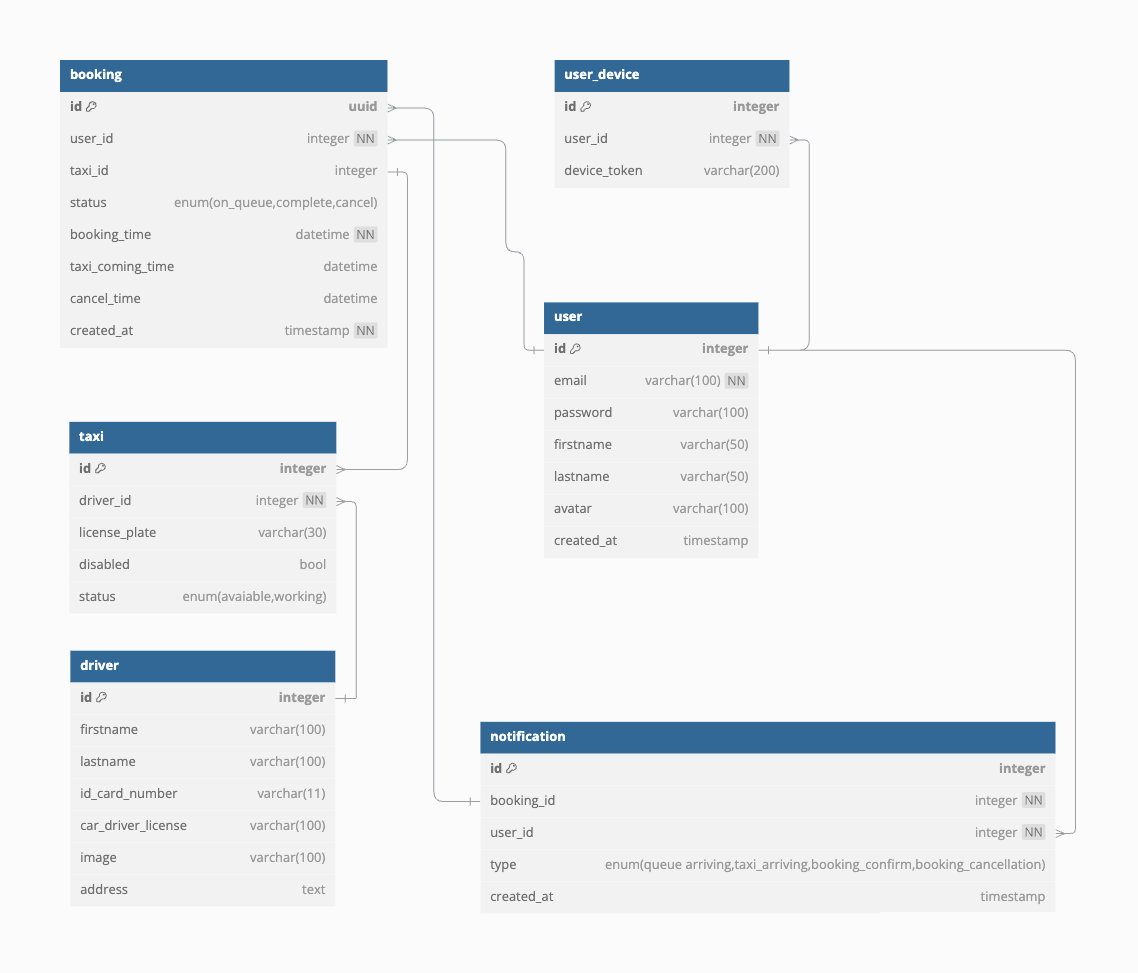 booking
id uuid
user_id integer NN
taxi_id integer
status enum(on_queue,complete,cancel)
booking_time datetime NN
taxi_coming_time datetime
cancel_time datetime
created_at timestamp NN
user_device
id integer
user_id integer NN
device_token varchar(200)
user
id integer
email varchar(100) NN
password varchar(100)
firstname varchar(50)
lastname varchar(50)
avatar varchar(100)
created_at timestamp
taxi
id integer
driver_id integer NN
license_plate varchar(30)
disabled bool
status enum(avaiable,working)
driver
id integer
firstname varchar(100)
lastname varchar(100)
id_card_number varchar(11)
car_driver_license varchar(100)
image varchar(100)
address text
notification
id integer
booking_id integer NN
user_id integer NN
type enum(queue arriving,taxi_arriving,booking_confirm,booking_cancellation)
created_at timestamp